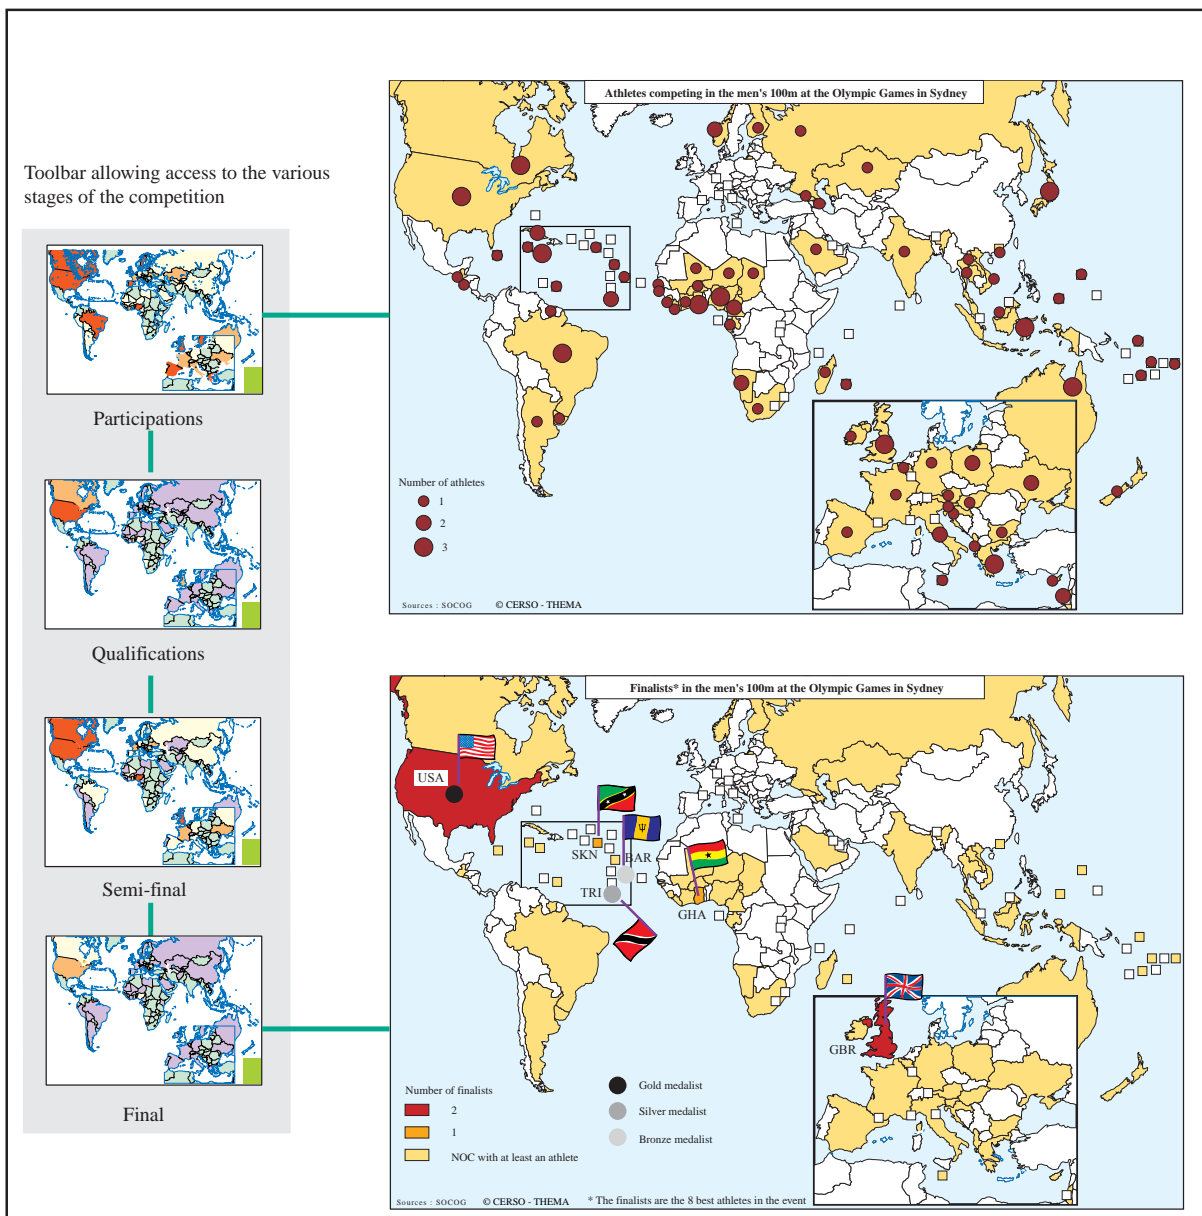 Toolbar allowing access to the various
stages of the competition
Participations
Qualifications
Semi-final
Final
Athletes competing in the men's 100m at the Olympic Games in Sydney
Number of athletes
1
2
3
Sources : SOCOG © CERSO - THEMA
Finalists* in the men's 100m at the Olympic Games in Sydney
USA
SKN
BAR
TRI
GHA
GBR
Number of finalists
2
1
NOC with at least an athlete
Gold medalist
Silver medalist
Bronze medalist
Sources : SOCOG © CERSO - THEMA * The finalists are the 8 best athletes in the event